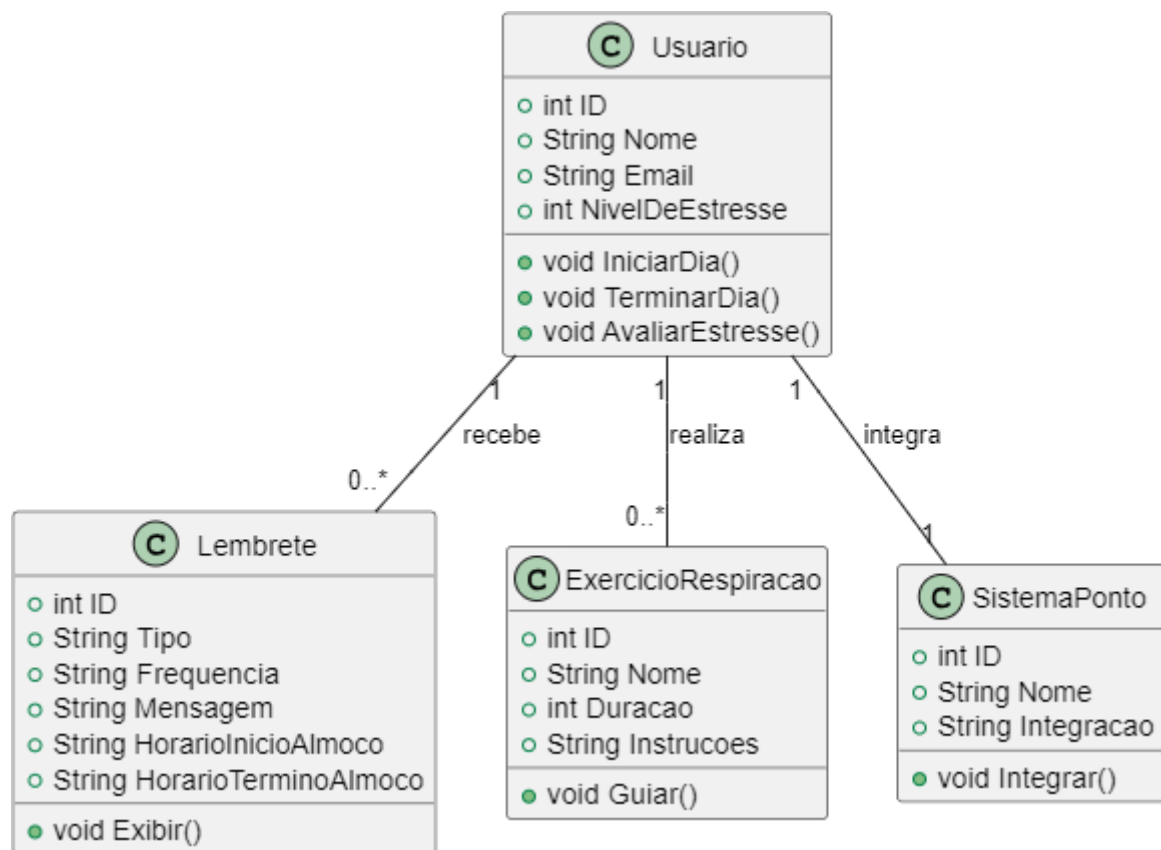 C Usuario
int ID
String Nome
String Email
int NivelDeEstresse
void IniciarDia()
void TerminarDia()
void AvaliarEstresse()
1
1
1
recebe
realiza
integra
0..*
0..*
1
C Lembrete
int ID
String Tipo
String Frequência
String Mensagem
String HorarioInicioAlmoco
String HorarioTerminoAlmoco
void Exibir()
C ExercicioRespiracao
int ID
String Nome
int Duracao
String Instrucoes
void Guiar()
C SistemaPonto
int ID
String Nome
String Integracao
void Integrar()